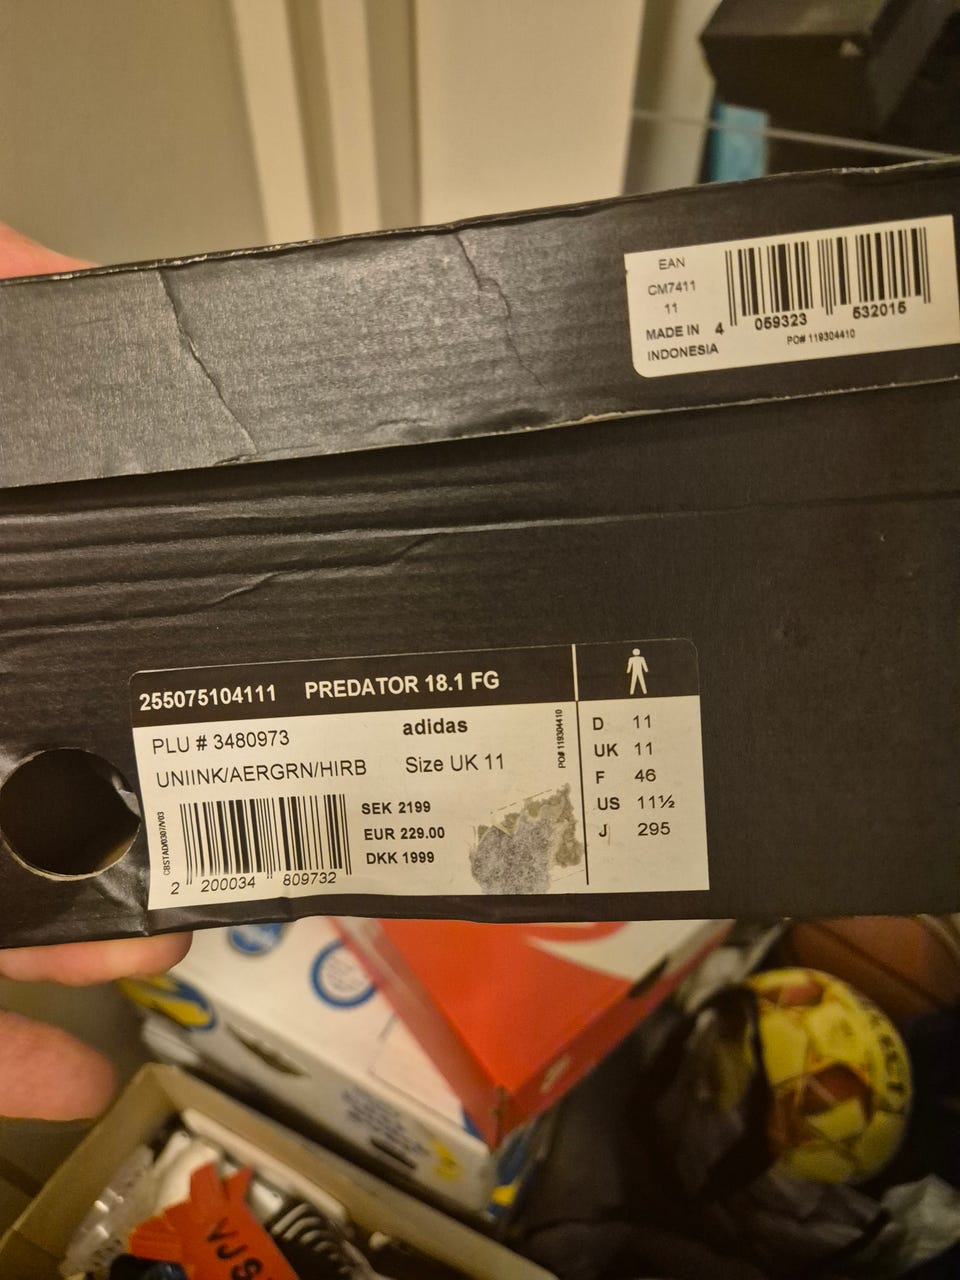 EAN
CM7411
11
MADE IN
INDONESIA
4 059323 532015
PO# 119304410
255075104111 PREDATOR 18.1 FG
PLU # 3480973 adidas
UNIINK/AERGRN/HIRB Size UK 11
PO# 119304410
SEK 2199
EUR 229.00
DKK 1999
2 200034 809732
D 11
UK 11
F 46
US 11½
J 295
VJS